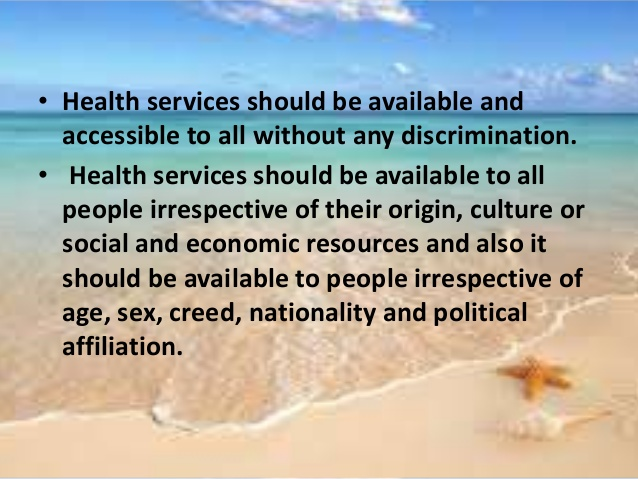 • Health services should be available and
accessible to all without any discrimination.
• Health services should be available to all
people irrespective of their origin, culture or
social and economic resources and also it
should be available to people irrespective of
age, sex, creed, nationality and political
affiliation.